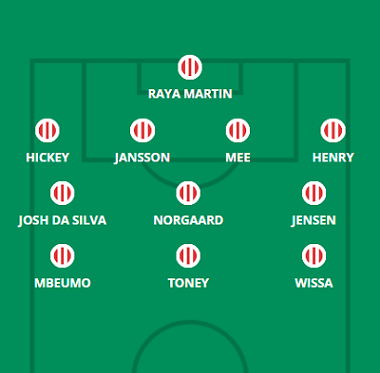 RAYA MARTIN
HICKEY JANSSON MEE HENRY
JOSH DA SILVA NORGAARD JENSEN
MBEUMO TONEY WISSA